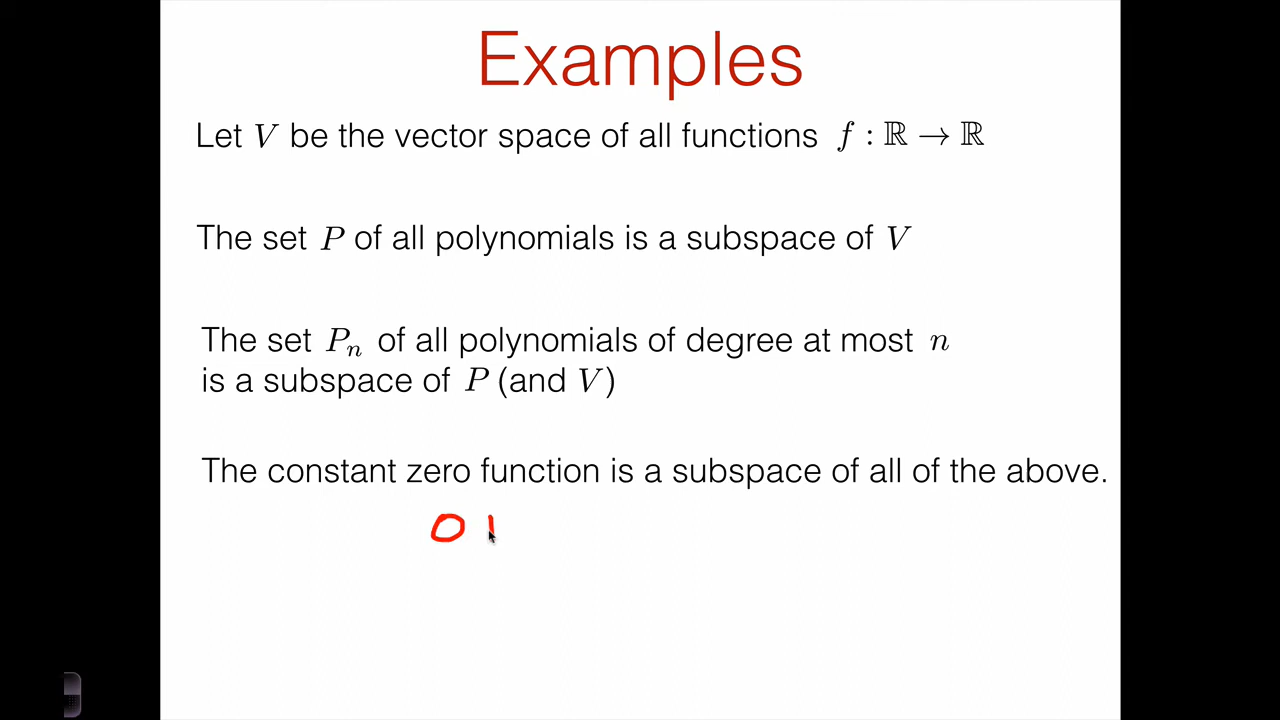 Examples
Let V be the vector space of all functions f : ℝ → ℝ
The set P of all polynomials is a subspace of V
The set Pₙ of all polynomials of degree at most n
is a subspace of P (and V)
The constant zero function is a subspace of all of the above.
0 1